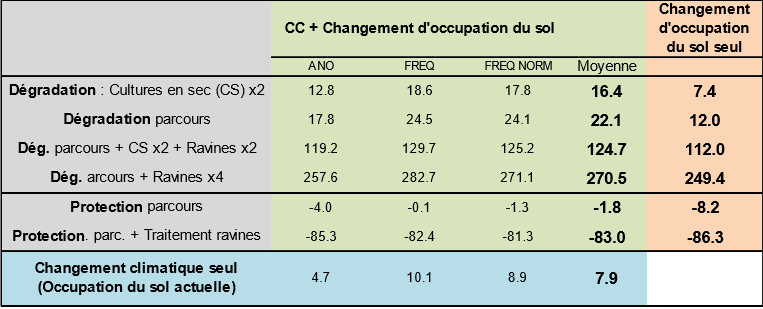 CC + Changement d'occupation du sol
Changement
d'occupation
du sol seul
ANO FREQ FREQ NORM Moyenne
Dégradation : Cultures en sec (CS) x2 12.8 18.6 17.8 16.4 7.4
Dégradation parcours 17.8 24.5 24.1 22.1 12.0
Dég. parcours + CS x2 + Ravines x2 119.2 129.7 125.2 124.7 112.0
Dég. arcours + Ravines x4 257.6 282.7 271.1 270.5 249.4
Protection parcours -4.0 -0.1 -1.3 -1.8 -8.2
Protection. parc. + Traitement ravines -85.3 -82.4 -81.3 -83.0 -86.3
Changement climatique seul
(Occupation du sol actuelle) 4.7 10.1 8.9 7.9